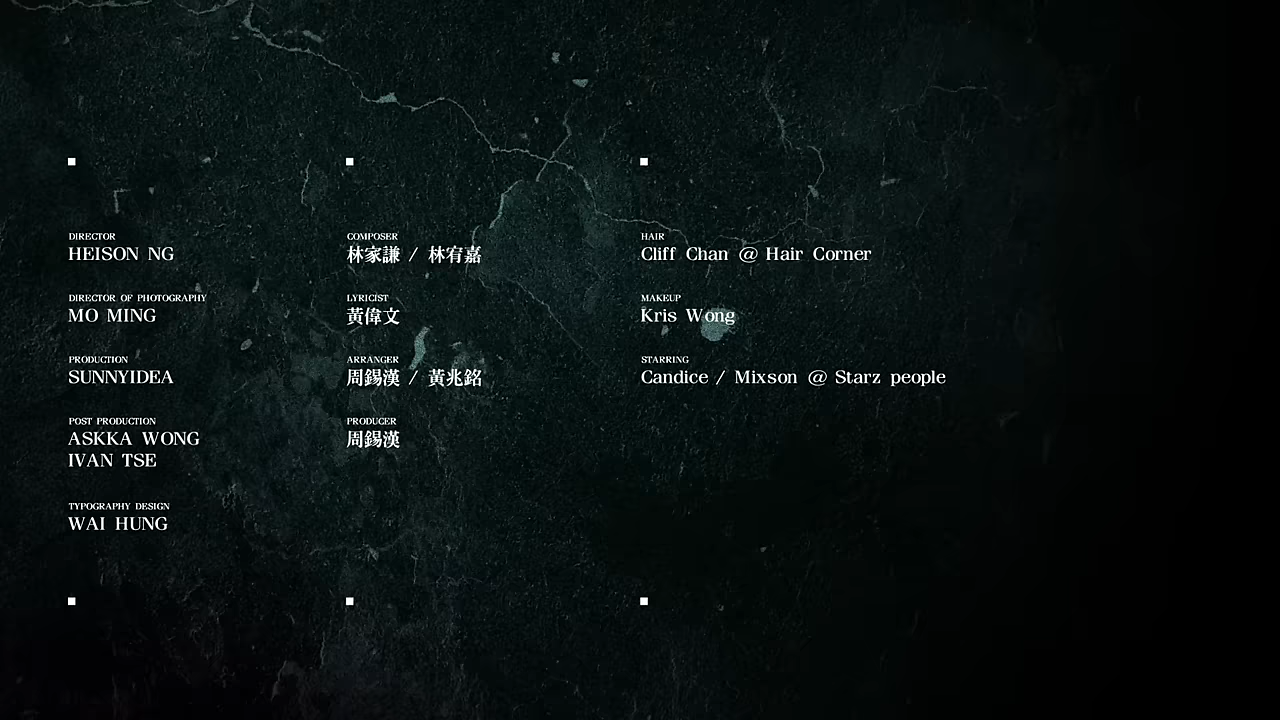 DIRECTOR
HEISON NG
DIRECTOR OF PHOTOGRAPHY
MO MING
PRODUCTION
SUNNYIDEA
POST PRODUCTION
ASKKA WONG
IVAN TSE
TYPOGRAPHY DESIGN
WAI HUNG
COMPOSER
林家謙 / 林宥嘉
LYRICIST
黃偉文
ARRANGER
周錫漢 / 黃兆銘
PRODUCER
周錫漢
HAIR
Cliff Chan @ Hair Corner
MAKEUP
Kris Wong
STARRING
Candice / Mixson @ Starz people